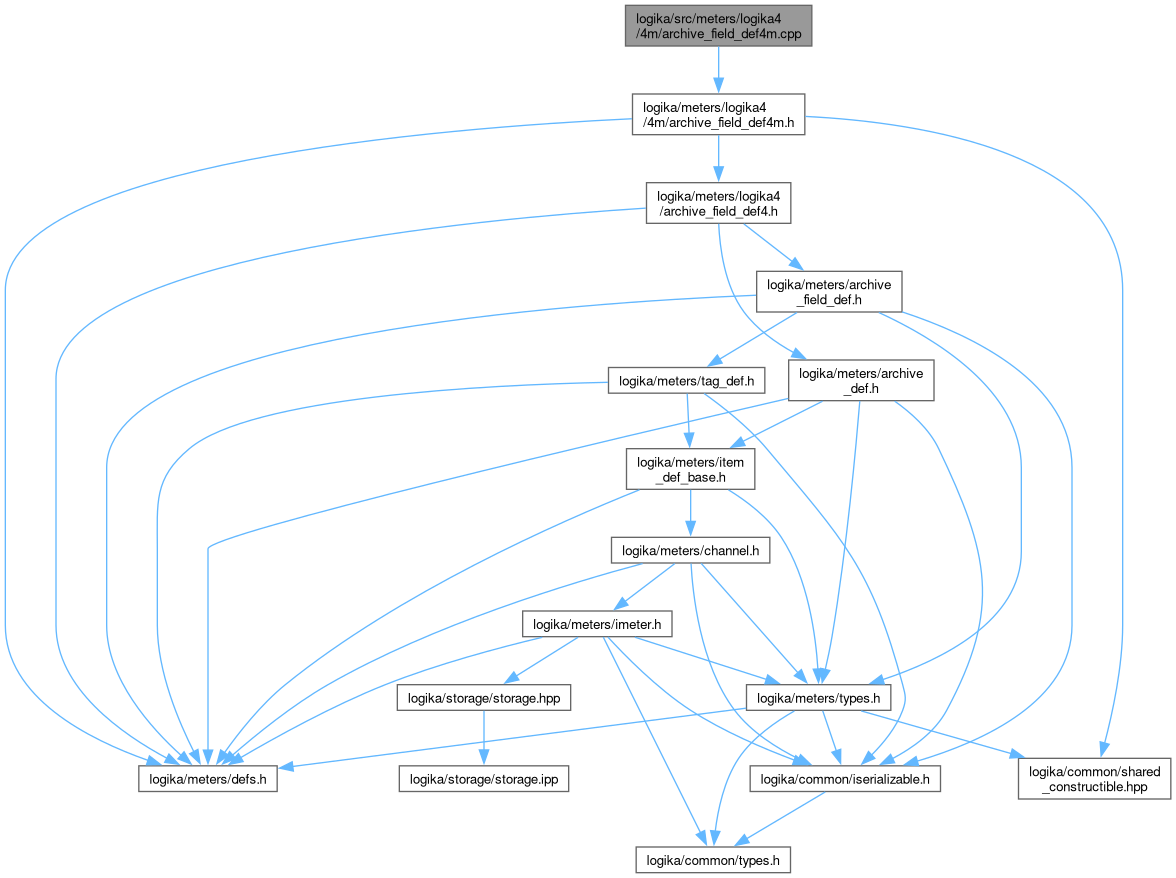 logika/src/meters/logika4
/4m/archive_field_def4m.cpp
logika/meters/logika4
/4m/archive_field_def4m.h
logika/meters/logika4
/archive_field_def4.h
logika/meters/archive
_field_def.h
logika/meters/tag_def.h
logika/meters/archive
_def.h
logika/meters/item
_def_base.h
logika/meters/channel.h
logika/meters/imeter.h
logika/storage/storage.hpp
logika/meters/types.h
logika/meters/defs.h
logika/storage/storage.ipp
logika/common/iserializable.h
logika/common/shared
_constructible.hpp
logika/common/types.h